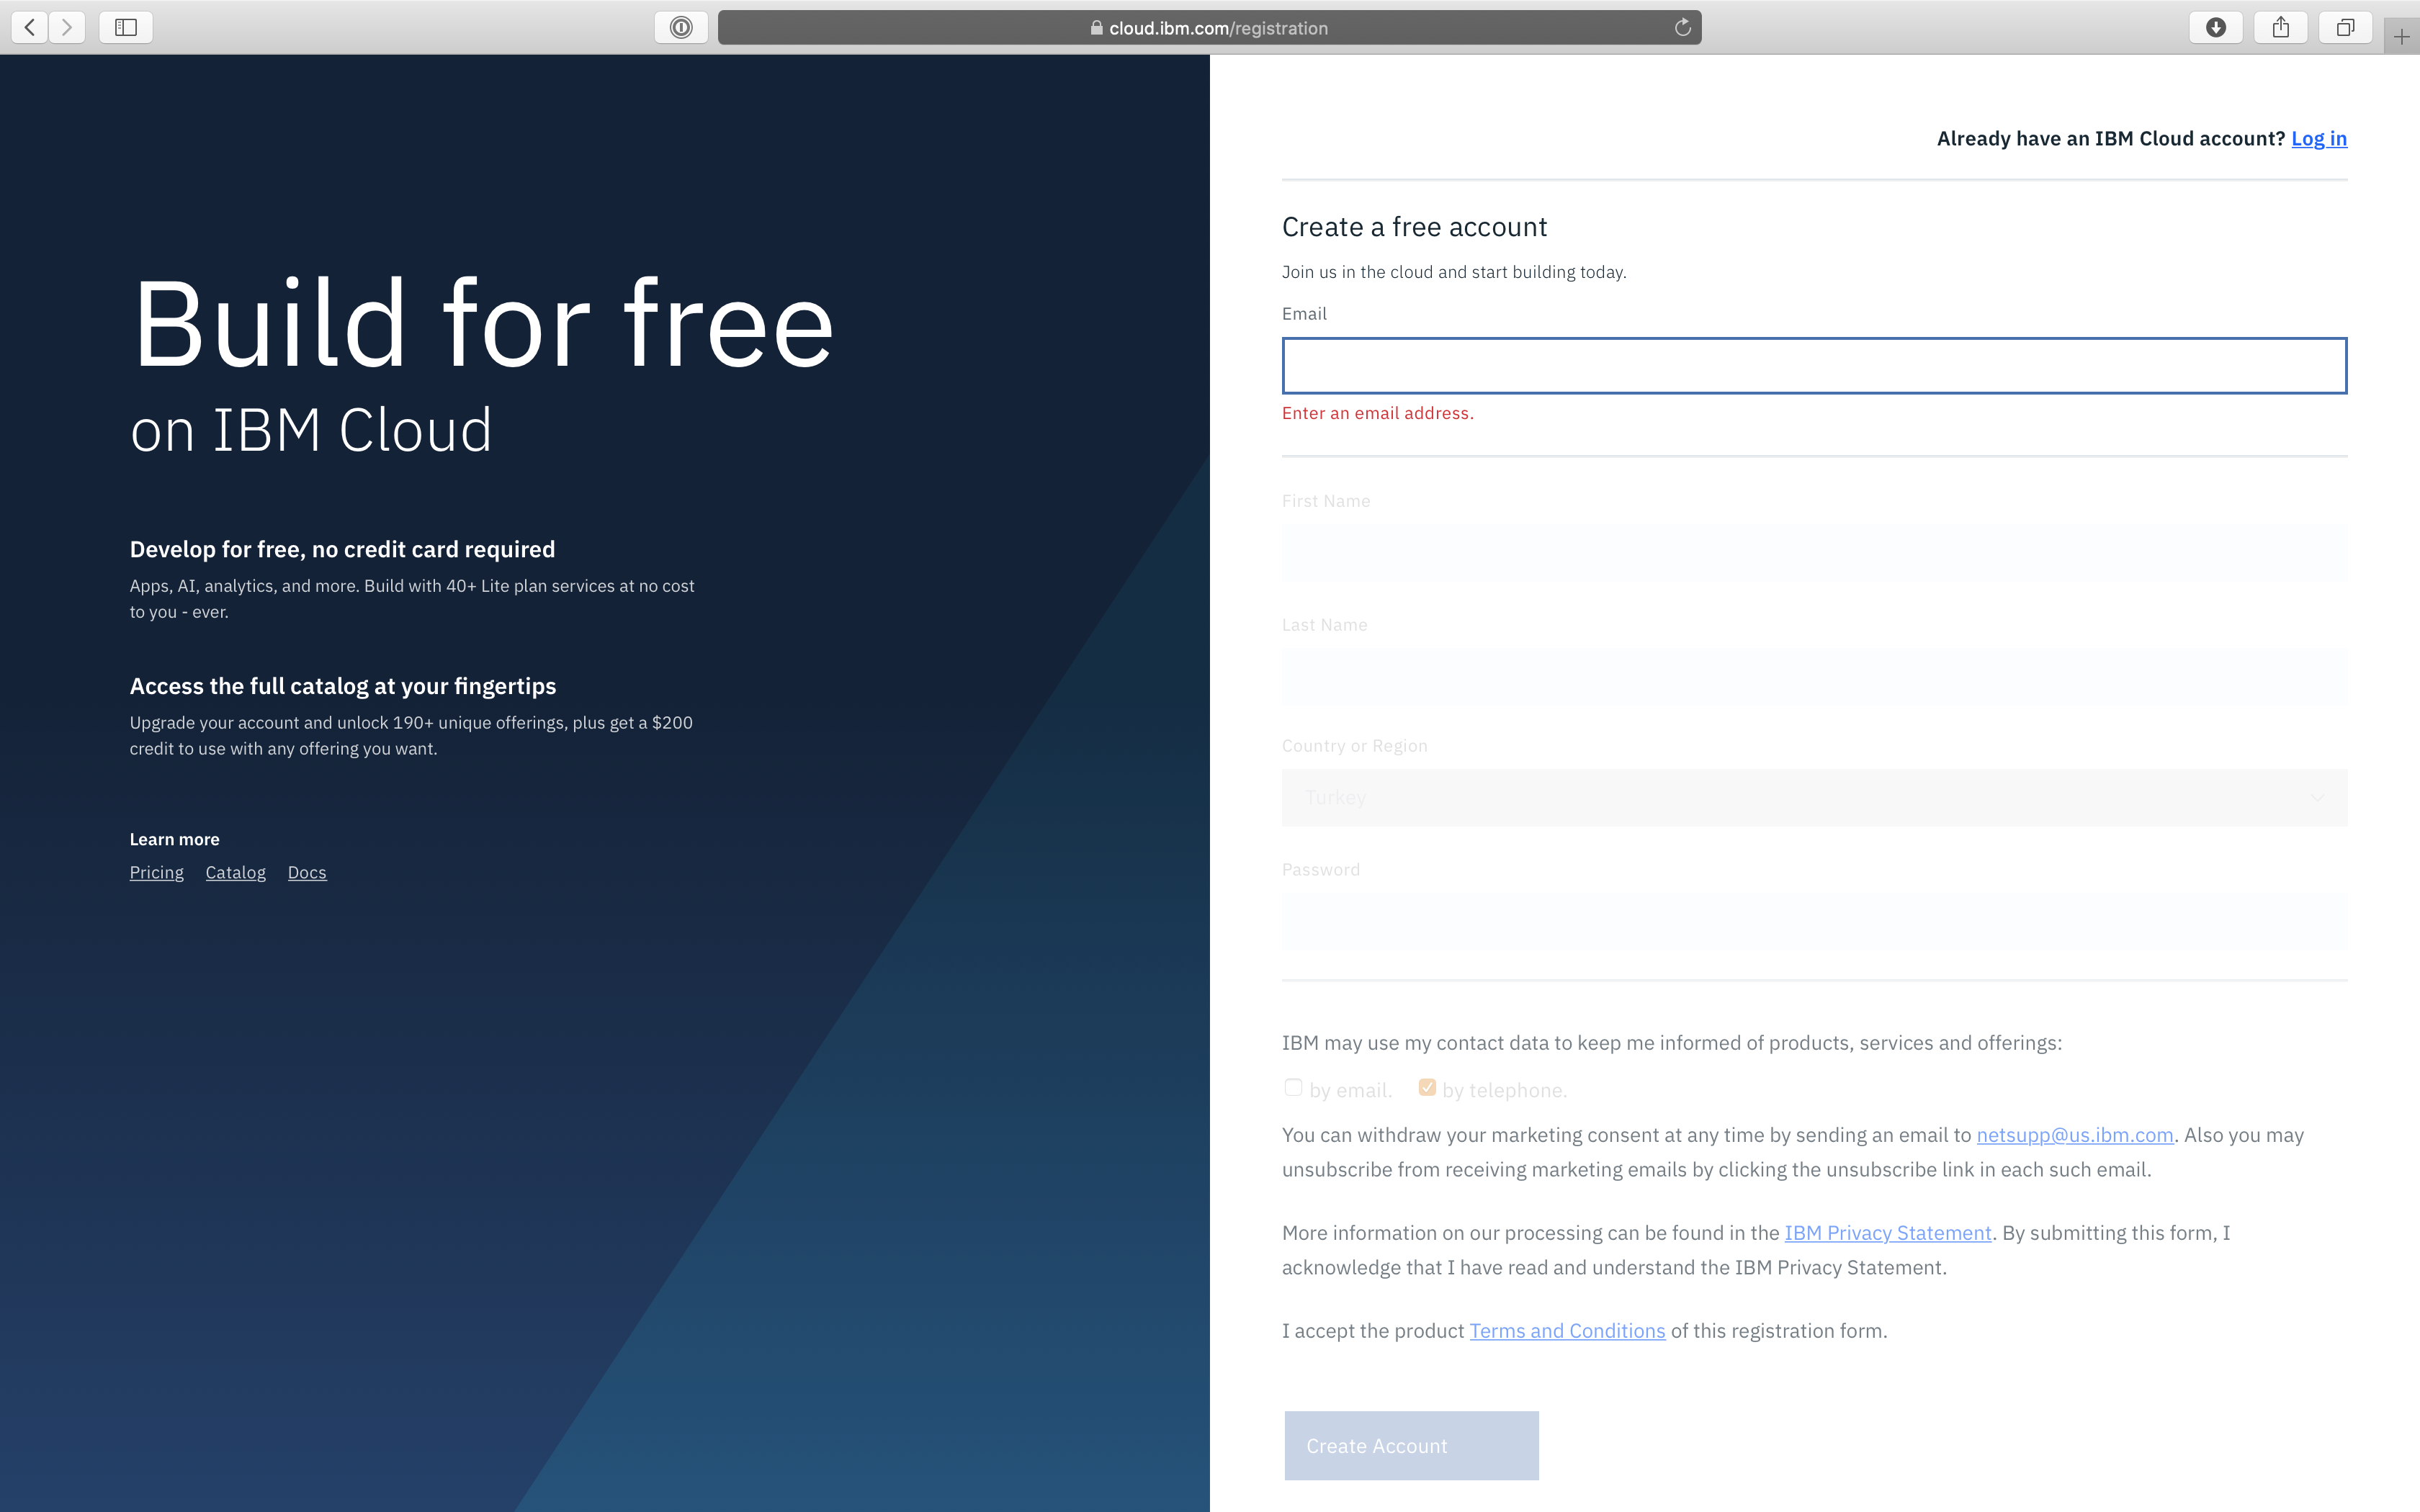 cloud.ibm.com/registration
Build for free
on IBM Cloud
Develop for free, no credit card required
Apps, AI, analytics, and more. Build with 40+ Lite plan services at no cost
to you - ever.
Access the full catalog at your fingertips
Upgrade your account and unlock 190+ unique offerings, plus get a $200
credit to use with any offering you want.
Learn more
Pricing Catalog Docs
Already have an IBM Cloud account? Log in
Create a free account
Join us in the cloud and start building today.
Email
Enter an email address.
First Name
Last Name
Country or Region
Turkey
Password
IBM may use my contact data to keep me informed of products, services and offerings:
by email. by telephone.
You can withdraw your marketing consent at any time by sending an email to netsupp@us.ibm.com. Also you may
unsubscribe from receiving marketing emails by clicking the unsubscribe link in each such email.
More information on our processing can be found in the IBM Privacy Statement. By submitting this form, I
acknowledge that I have read and understand the IBM Privacy Statement.
I accept the product Terms and Conditions of this registration form.
Create Account